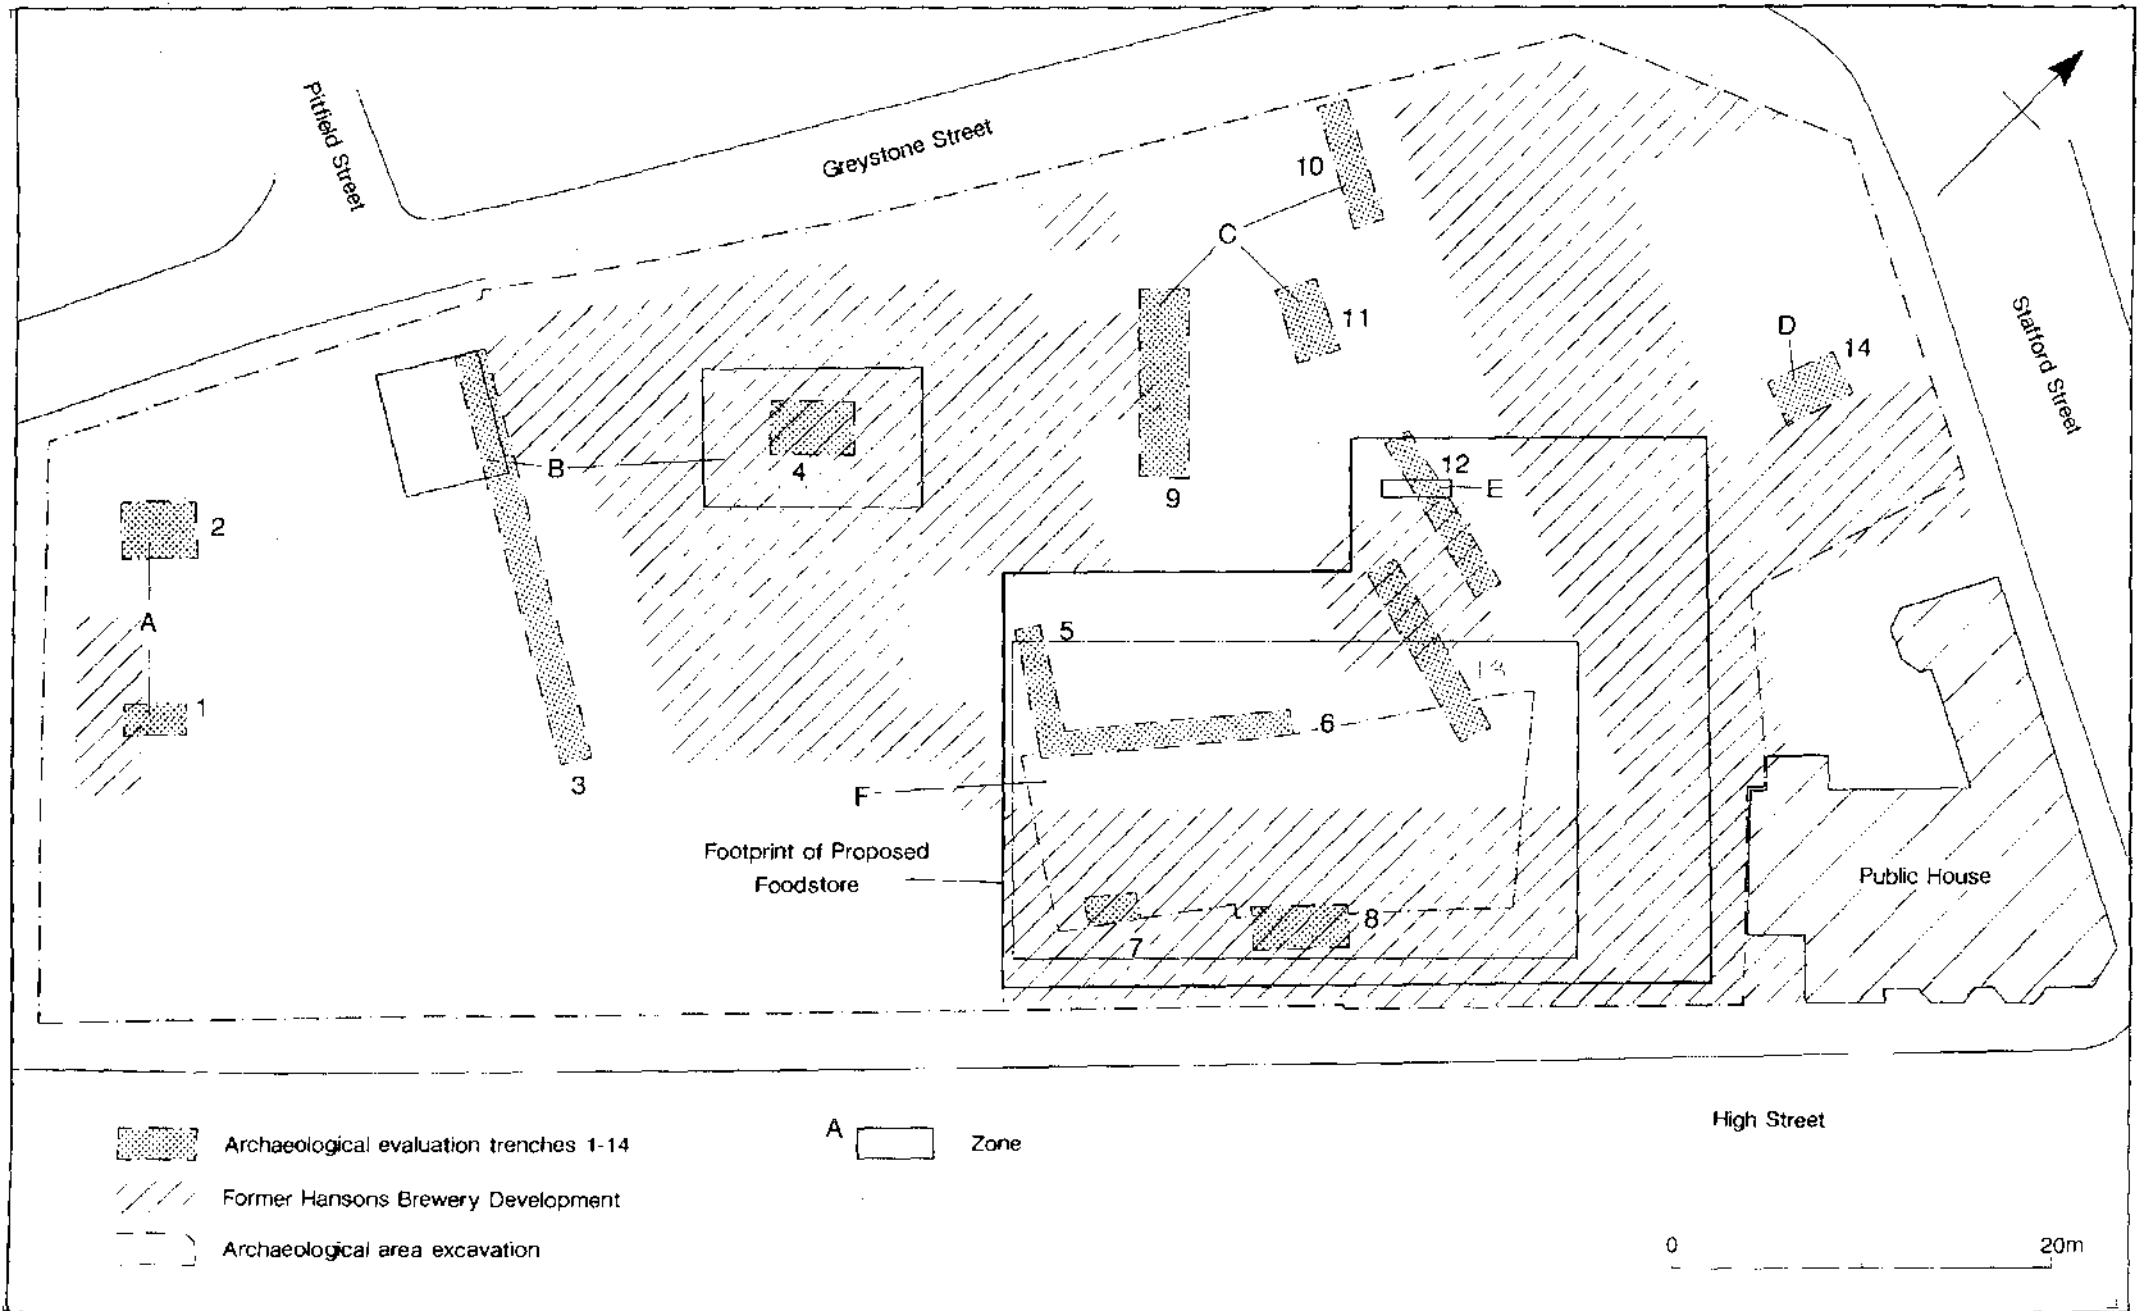 Pitfield Street
Greystone Street
10
C
11
D
14
Stafford Street
B
4
9
12
E
2
A
1
3
5
13
6
F
Footprint of Proposed
Foodstore
7
8
Public House
High Street
Archaeological evaluation trenches 1-14
A
Zone
Former Hansons Brewery Development
Archaeological area excavation
0
20m